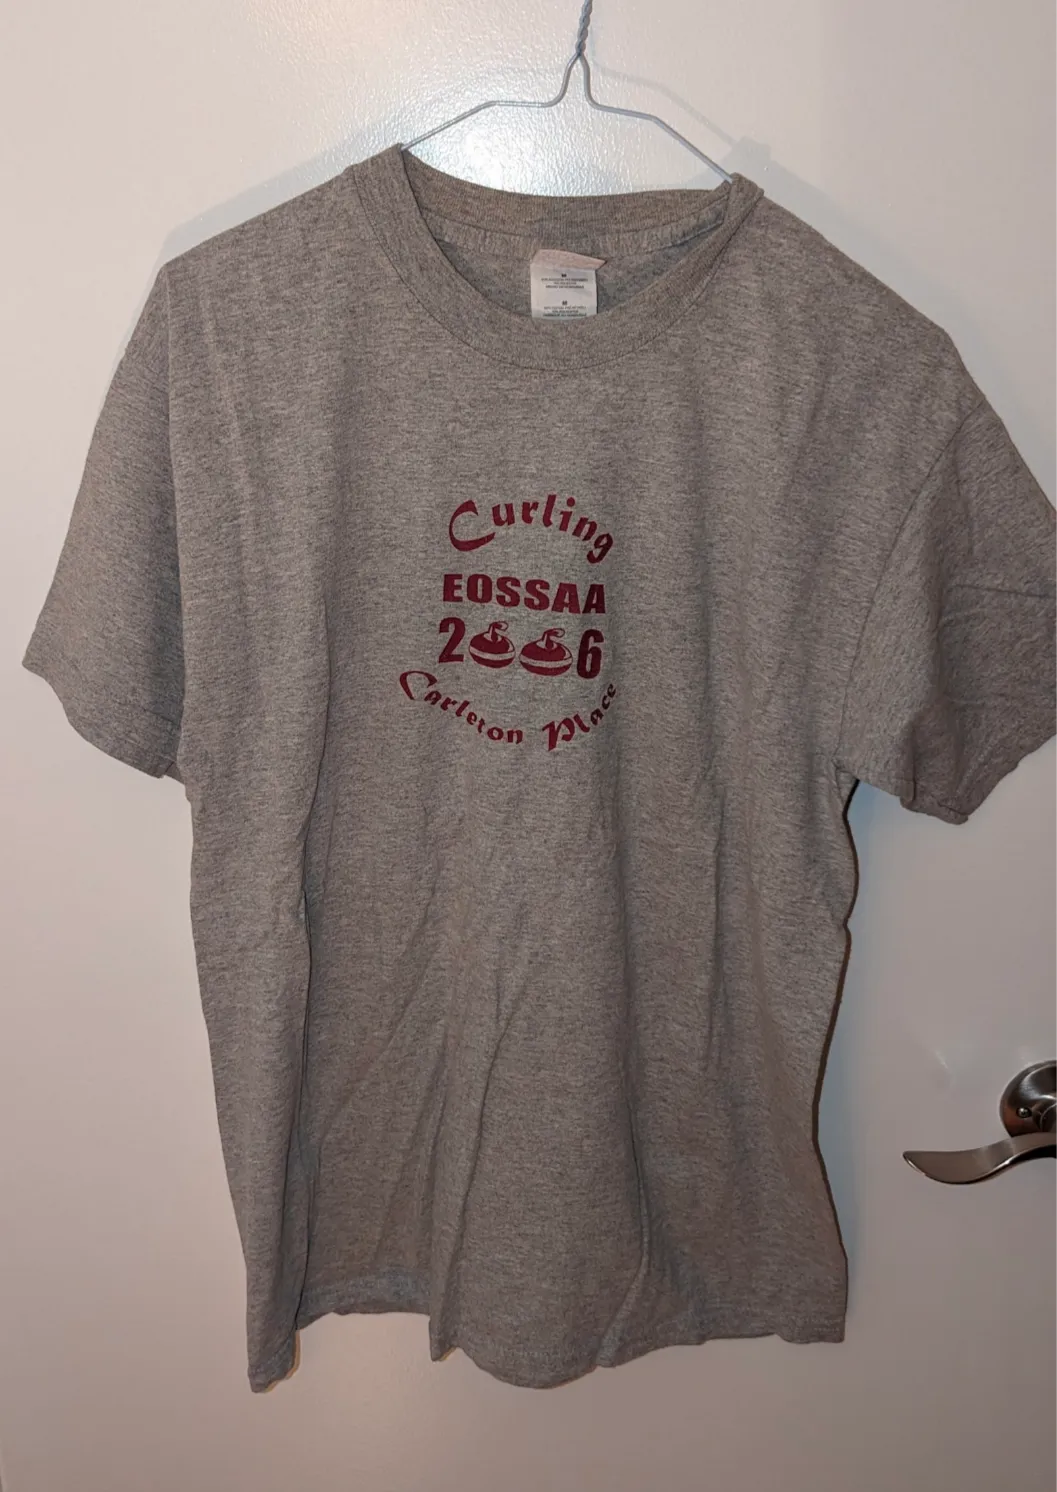 M
M
Curling
EOSSAA
2006
Carleton Place